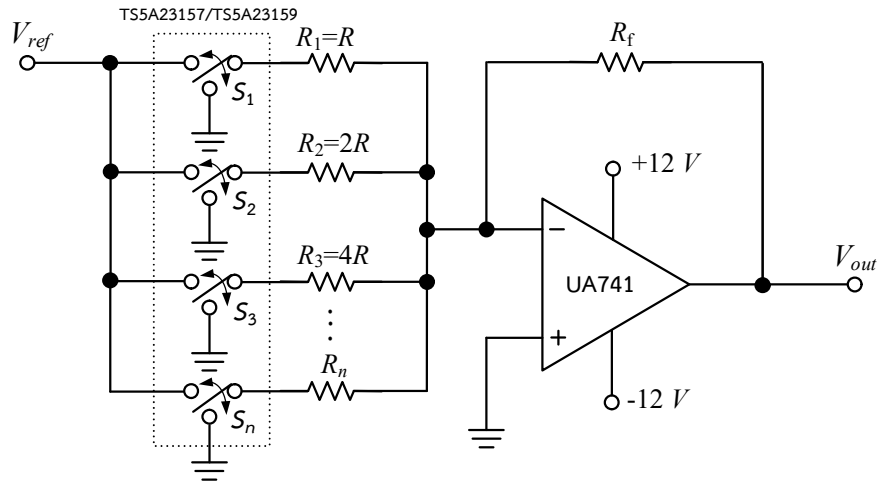 TS5A23157/TS5A23159
V_ref
R_1=R
R_f
S_1
R_2=2R
+12 V
S_2
R_3=4R
−
V_out
UA741
S_3
+
⋮
R_n
-12 V
S_n